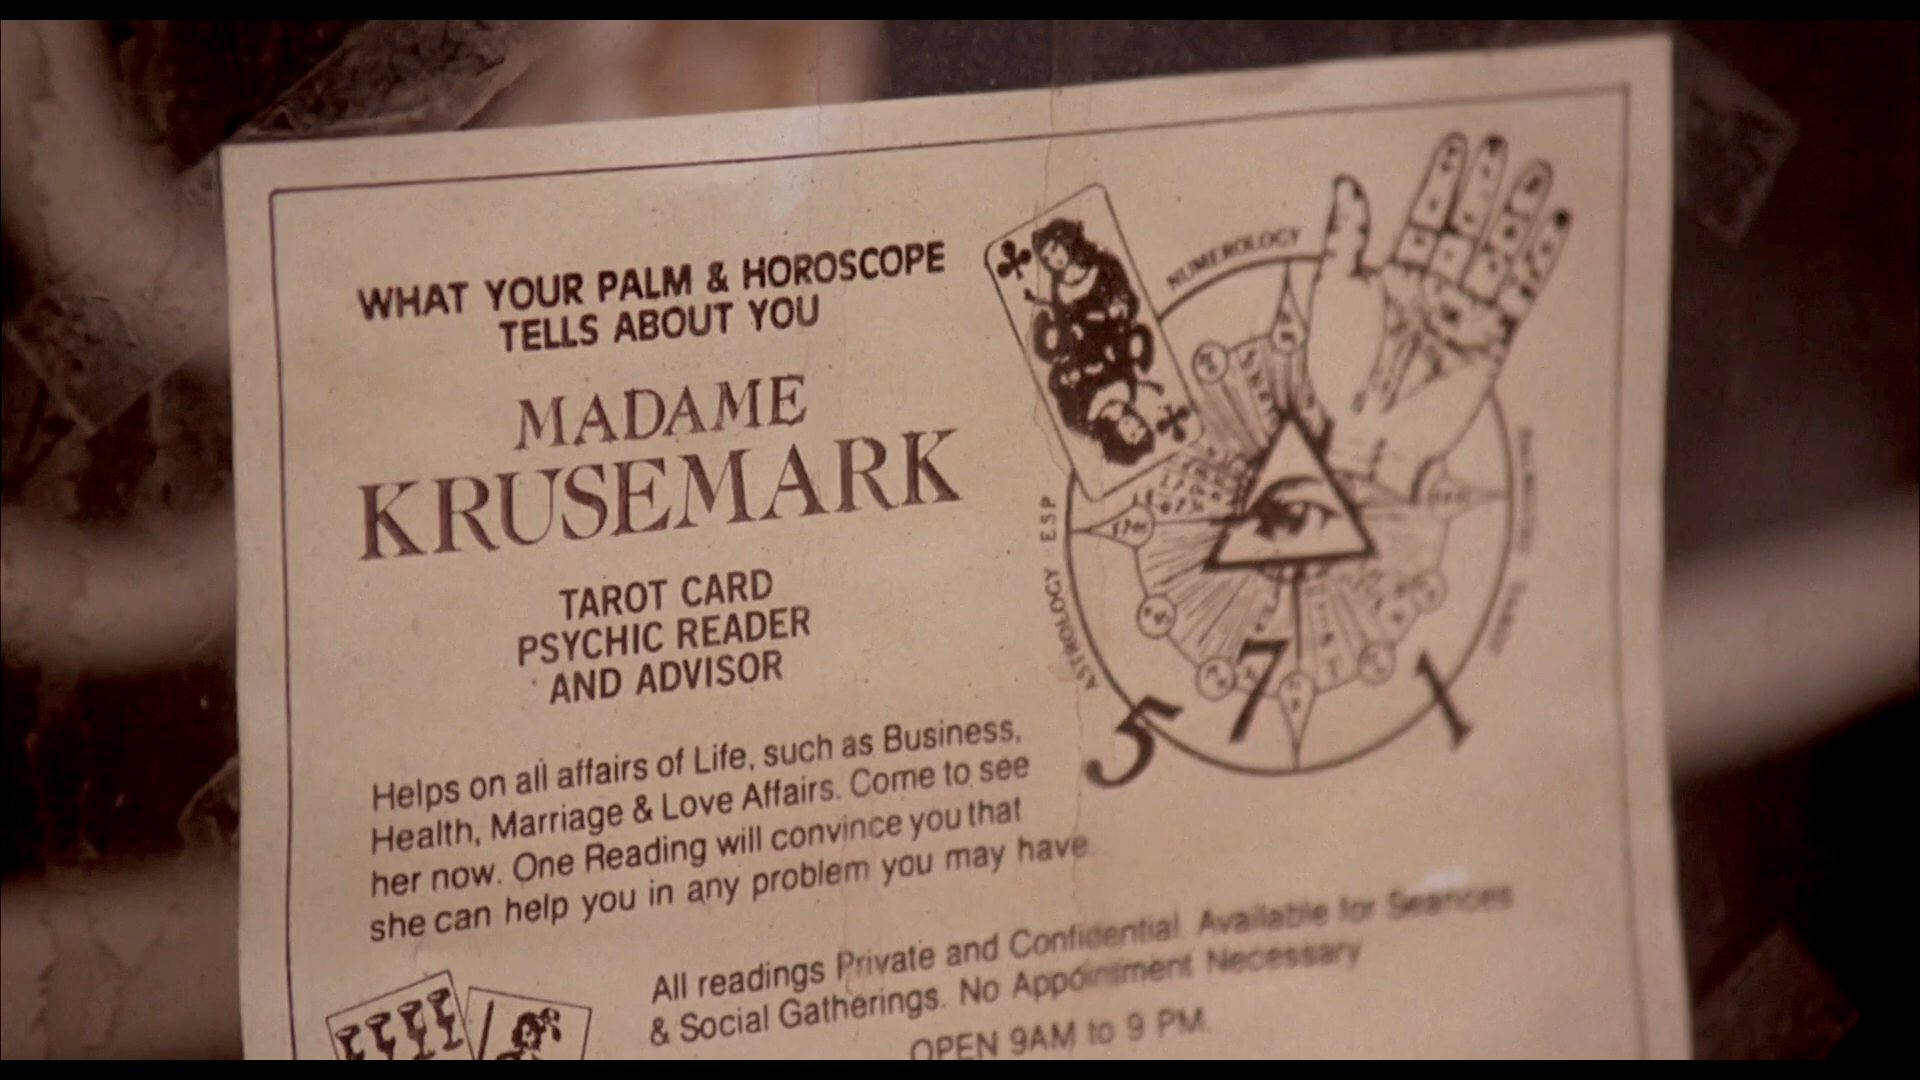 WHAT YOUR PALM & HOROSCOPE
TELLS ABOUT YOU
MADAME
KRUSEMARK
TAROT CARD
PSYCHIC READER
AND ADVISOR
Helps on all affairs of Life, such as Business,
Health, Marriage & Love Affairs. Come to see
her now. One Reading will convince you that
she can help you in any problem you may have
All readings Private and Confidential. Available for Seances
& Social Gatherings. No Appointment Necessary
OPEN 9AM to 9 PM.
NUMEROLOGY
ASTROLOGY ESP
5 7 1